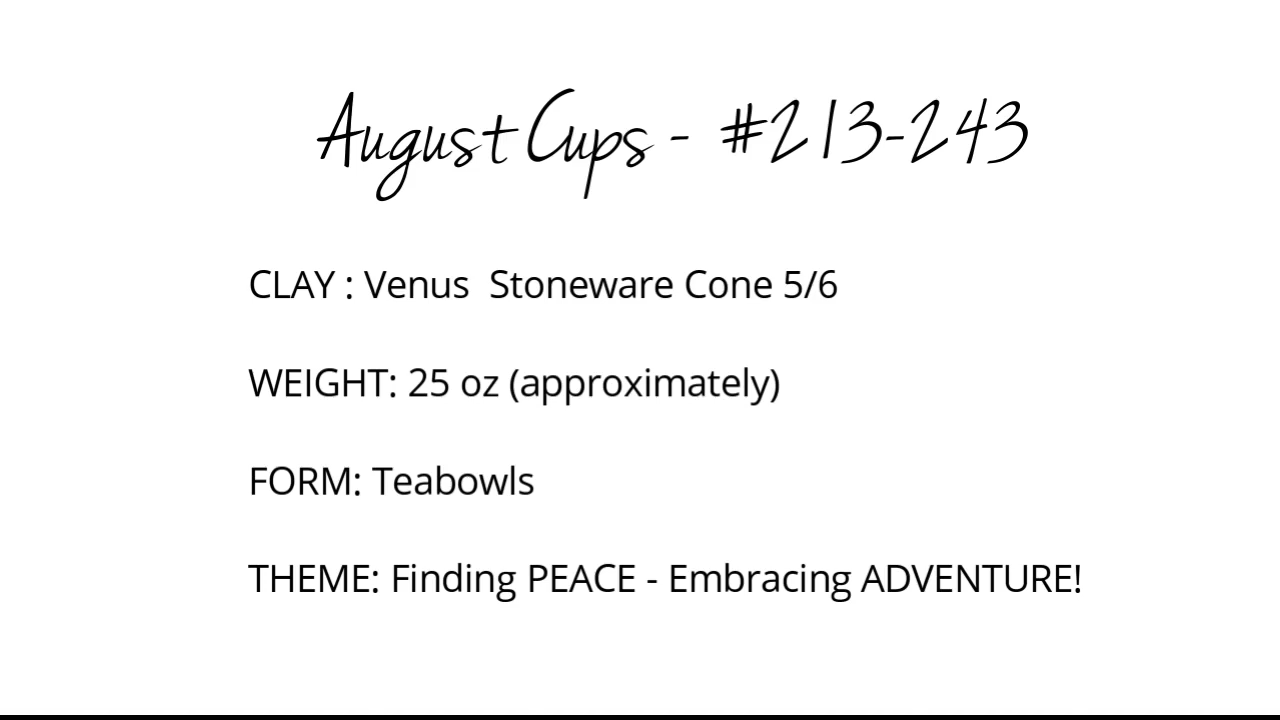 August Cups - #213-243
CLAY : Venus  Stoneware Cone 5/6
WEIGHT: 25 oz (approximately)
FORM: Teabowls
THEME: Finding PEACE - Embracing ADVENTURE!